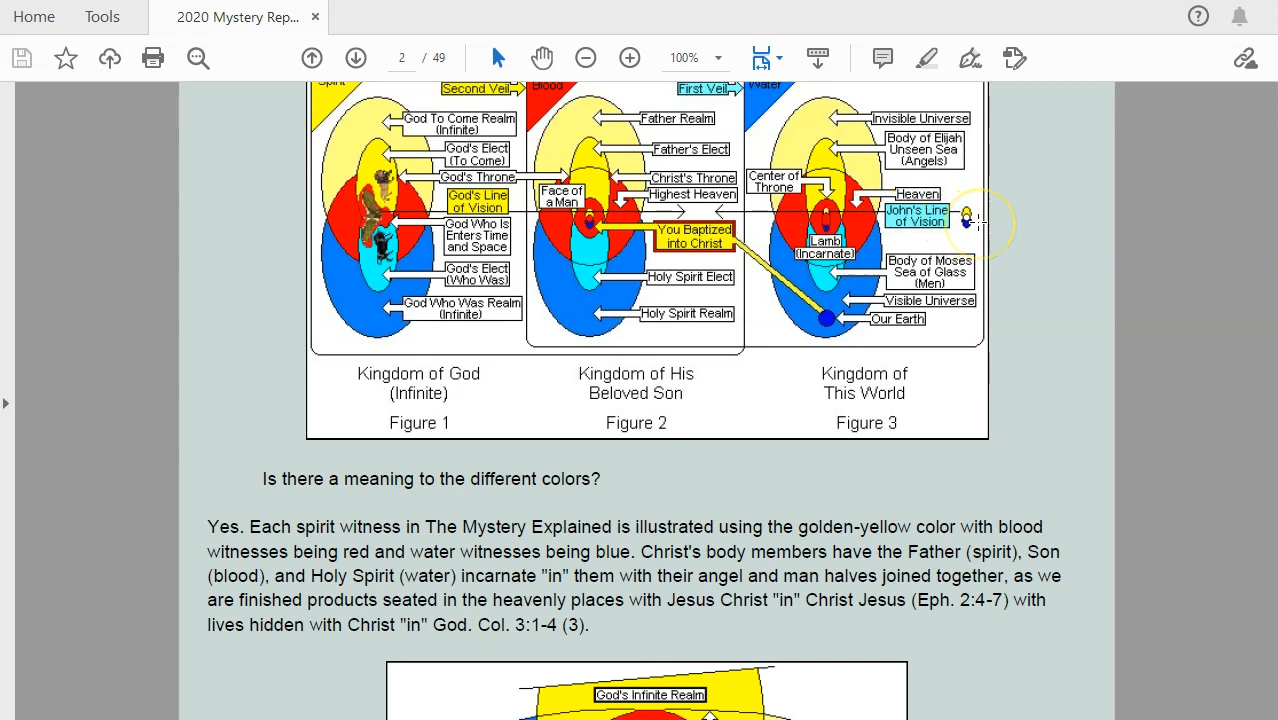 Home
Tools
2020 Mystery Rep...
2 / 49
100%
Spirit
Second Veil
Blood
First Veil
Water
God To Come Realm
(Infinite)
God's Elect
(To Come)
God's Throne
God's Line
of Vision
God Who Is
Enters Time
and Space
God's Elect
(Who Was)
God Who Was Realm
(Infinite)
Father Realm
Father's Elect
Christ's Throne
Highest Heaven
Face of
a Man
You Baptized
into Christ
Holy Spirit Elect
Holy Spirit Realm
Invisible Universe
Body of Elijah
Unseen Sea
(Angels)
Center of
Throne
Heaven
John's Line
of Vision
Lamb
(Incarnate)
Body of Moses
Sea of Glass
(Men)
Visible Universe
Our Earth
Kingdom of God
(Infinite)
Figure 1
Kingdom of His
Beloved Son
Figure 2
Kingdom of
This World
Figure 3
Is there a meaning to the different colors?
Yes. Each spirit witness in The Mystery Explained is illustrated using the golden-yellow color with blood
witnesses being red and water witnesses being blue. Christ's body members have the Father (spirit), Son
(blood), and Holy Spirit (water) incarnate "in" them with their angel and man halves joined together, as we
are finished products seated in the heavenly places with Jesus Christ "in" Christ Jesus (Eph. 2:4-7) with
lives hidden with Christ "in" God. Col. 3:1-4 (3).
God's Infinite Realm